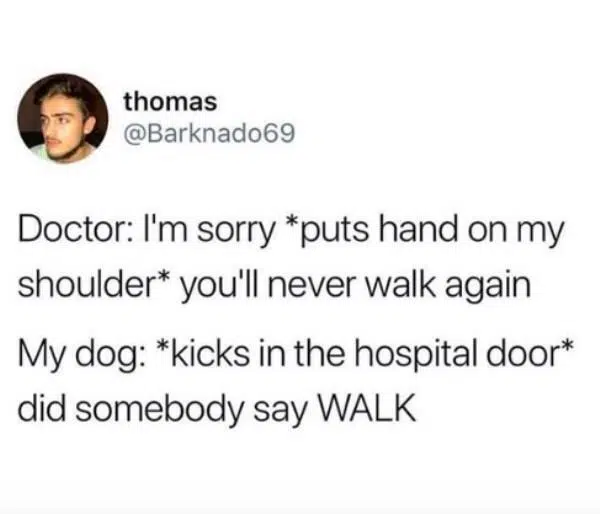 thomas
@Barknado69
Doctor: I'm sorry *puts hand on my
shoulder* you'll never walk again
My dog: *kicks in the hospital door*
did somebody say WALK